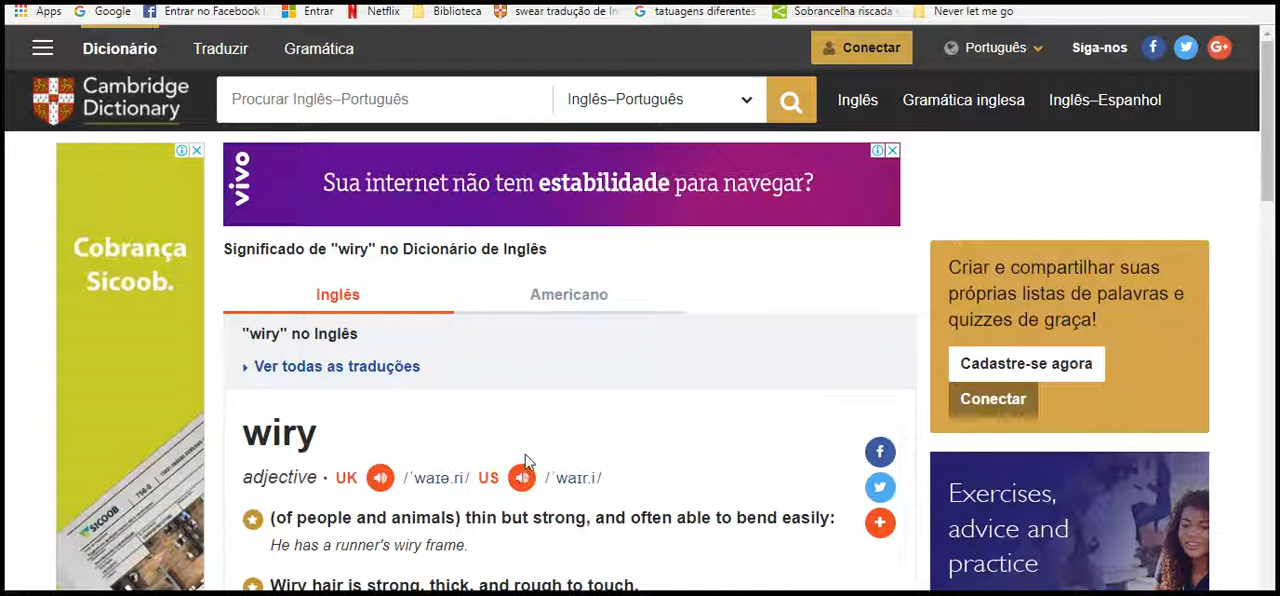 Apps Google Entrar no Facebook Entrar Netflix Biblioteca swear tradução de In tatuagens diferentes Sobrancelha riscada Never let me go
Dicionário Traduzir Gramática Conectar Português Siga-nos
Cambridge
Dictionary
Procurar Inglês–Português Inglês–Português Inglês Gramática inglesa Inglês–Espanhol
vivo
Sua internet não tem estabilidade para navegar?
Cobrança
Sicoob.
SICOOB
Significado de "wiry" no Dicionário de Inglês
Inglês Americano
"wiry" no Inglês
Ver todas as traduções
wiry
adjective · UK /ˈwaɪə.ri/ US /ˈwaɪr.i/
(of people and animals) thin but strong, and often able to bend easily:
He has a runner's wiry frame.
Wiry hair is strong, thick, and rough to touch.
Criar e compartilhar suas
próprias listas de palavras e
quizzes de graça!
Cadastre-se agora
Conectar
Exercises,
advice and
practice